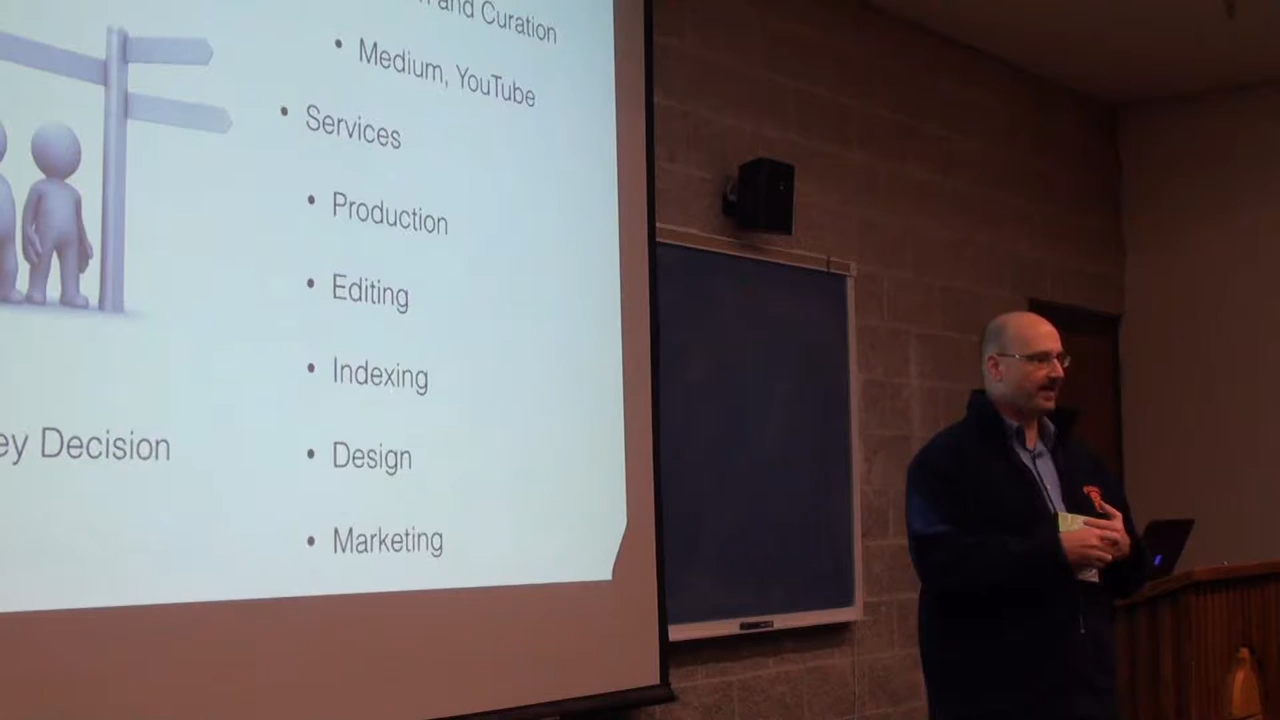 and Curation
Medium, YouTube
Services
Production
Editing
Indexing
Design
Marketing
ey Decision